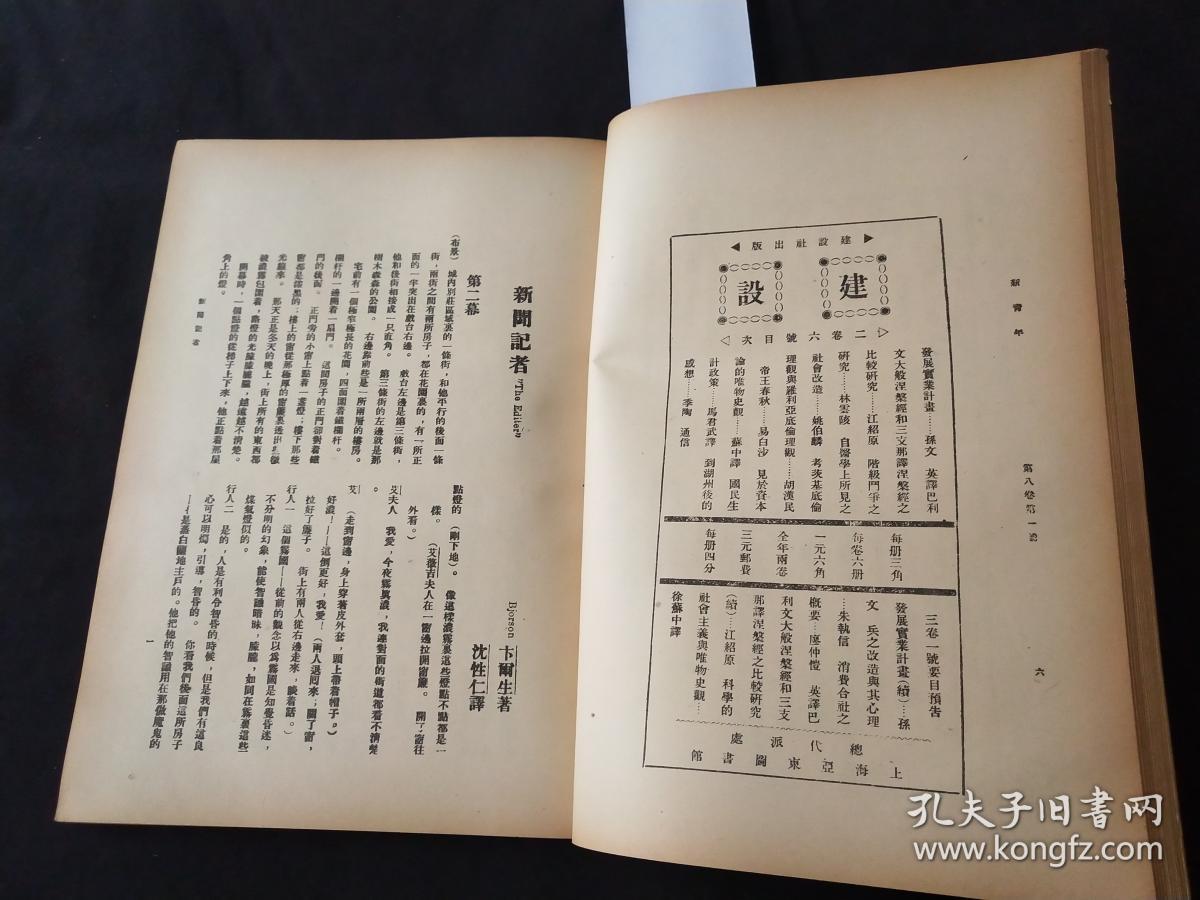 新青年
第八卷第一號
六
▶建設社出版◀
建設
▷二卷六號目次◁
發展實業計畫……孫文　英譯巴利
文大般涅槃經和三支那譯涅槃經之
比較研究……江紹原　階級鬥爭之
研究……林雲陔　自醫學上所見之
社會改造……姚伯麟　考茨基底倫
理觀與羅利亞底倫理觀……胡漢民
帝王春秋……易白沙　見於資本
論的唯物史觀……蘇中譯　國民生
計政策……馬君武譯　到湖州後的
感想……季陶　通信
每册三角
每卷六册
一元六角
全年兩卷
三元郵費
每册四分
三卷一號要目預告
發展實業計畫(續)…孫
文　兵之改造與其心理
…朱執信　消費合社之
概要…廖仲愷　英譯巴
利文大般涅槃經和三支
那譯涅槃經之比較研究
(續)…江紹原　科學的
社會主義與唯物史觀…
徐蘇中譯
總代派處
上海亞東圖書館
新聞記者 "The Editer"
Bjorson 卞爾生著
沈性仁譯
第二幕
(布景)　城內別莊區域裏的一條街，和他平行的後面一條
街，兩街之間有兩所房子，都在花園裏的，有一所正
面的一半突出在戲台右邊。　戲台左邊是第三條街，
他和後街相接成一只直角。　第三條街的左邊就是那
樹木森森的公園。　右邊靠前些是一所兩層的樓房。
宅前有一個極窄極長的花園，四面圍着鐵欄杆。
欄杆的一邊開着一扇門。　這間房子的正門卻對着鐵
門的後面。　正門旁的小窗上點着一盞燈；樓下那些
窗都是漆黑的；樓上的窗從那極厚的窗簾裏透出些微
光線來。　那天正是冬天的晚上，街上所有的東西都
被濃霧包圍着，路燈的光朦朦朧朧，越遠越不清楚。
開幕時，一個點燈的從梯子上下來，他正點着那屋
角上的燈。
點燈的　(剛下地)。　像這樣濃霧裏這些燈點不點都是一
樣。　(艾薇吉夫人在一窗邊拉開窗簾。　開了窗往
外看。)
艾夫人　我愛，今夜霧眞濃，我連對面的街道都看不清楚
。
艾　(走到窗邊，身上穿著皮外套，頭上帶着帽子。)
好濃！——這倒更好，我愛！　(兩人退囘來；關了窗，
拉好了簾子。　街上有兩人從右邊走來，談着話。)
行人一　這個霧國——從前的觀念以爲霧國是知覺昏迷，
不分明的幻象，能使智識暗昧，朦朧，如同在霧裏這些
煤氣燈似的。
行人二　是的，人是有利令智昏的時候，但是我們有這良
心可以明燭，引導，智昏的。　你看我們後面這所房子
——是蓋白蘭地主戶的。他把他的智識用在那傲魔鬼的
新聞記者
一
孔夫子旧书网
www.kongfz.com